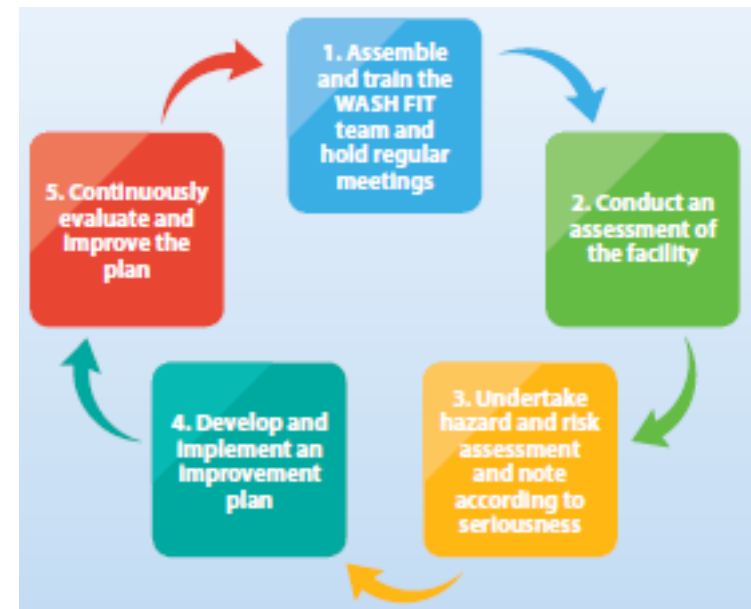 1. Assemble
and train the
WASH FIT
team and
hold regular
meetings
2. Conduct an
assessment of
the facility
3. Undertake
hazard and risk
assessment
and note
according to
seriousness
4. Develop and
implement an
improvement
plan
5. Continuously
evaluate and
improve the
plan